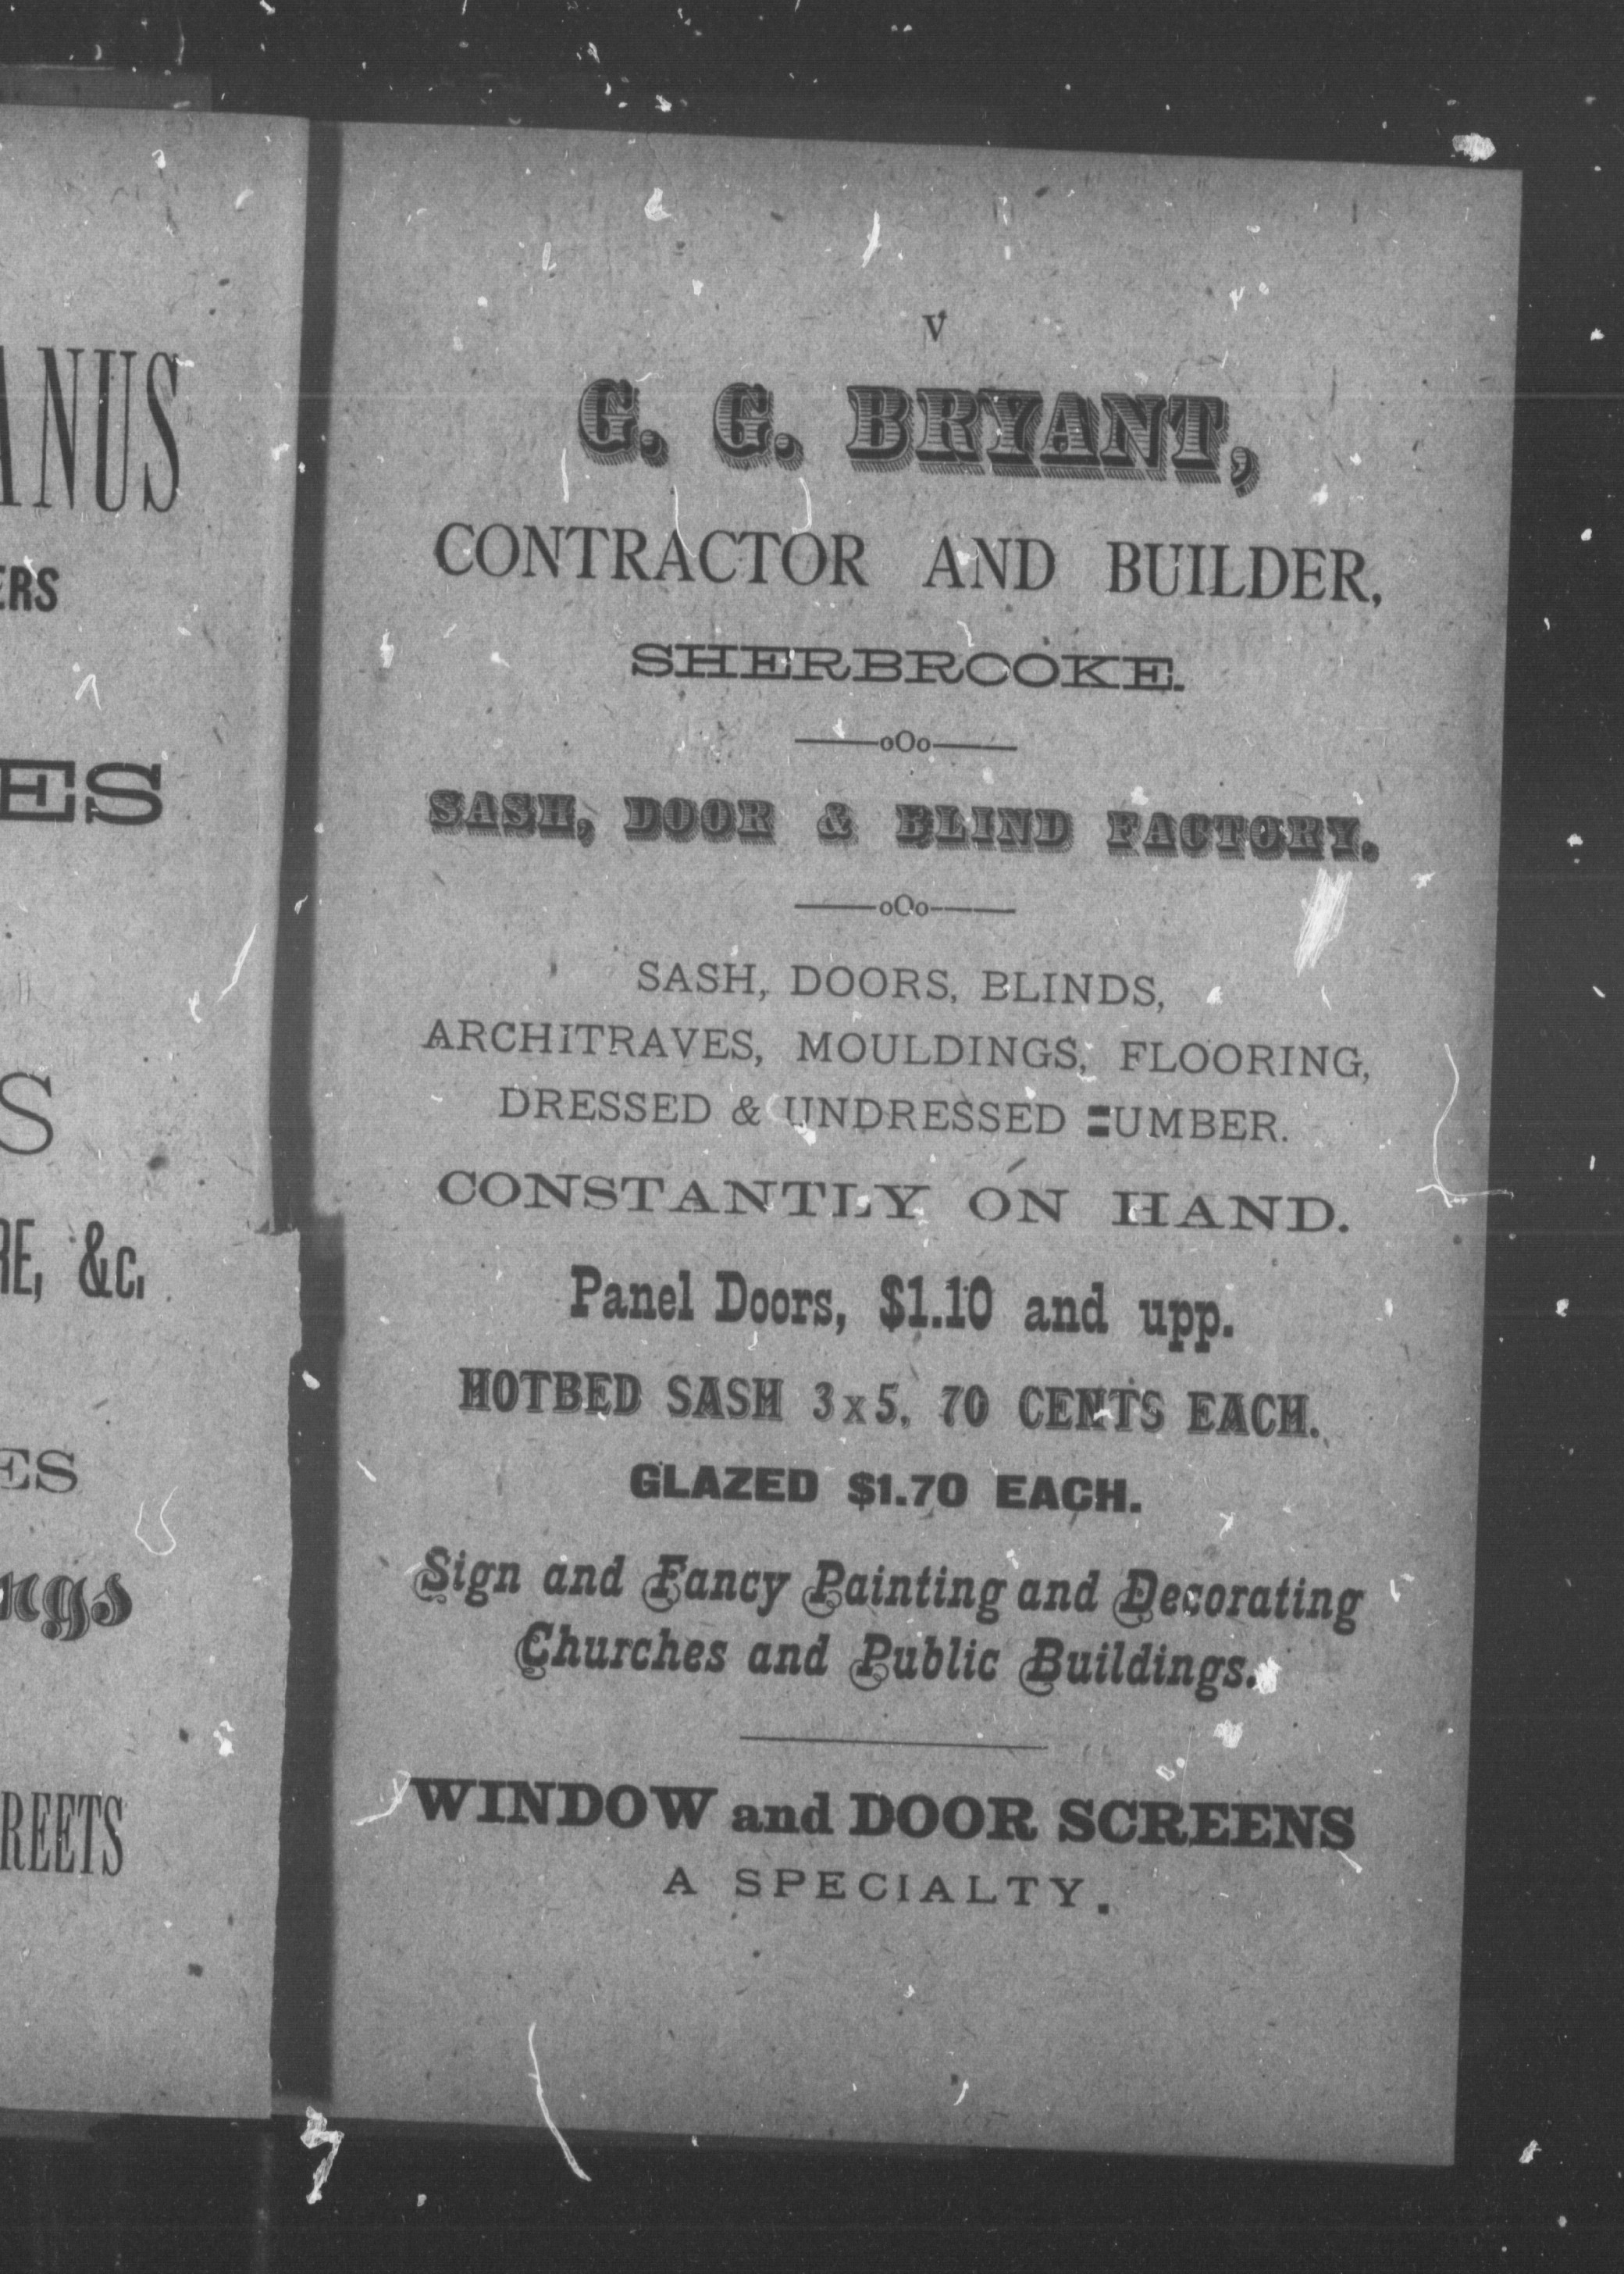 ANUS
ERS
ES
S
RE, &c.
ES
ngs
REETS
V
G. G. BRYANT,
CONTRACTOR AND BUILDER,
SHERBROOKE.
oOo
SASH, DOOR & BLIND FACTORY.
oOo
SASH, DOORS, BLINDS,
ARCHITRAVES, MOULDINGS, FLOORING,
DRESSED & UNDRESSED UMBER.
CONSTANTLY ON HAND.
Panel Doors, $1.10 and upp.
HOTBED SASH 3x5, 70 CENTS EACH.
GLAZED $1.70 EACH.
Sign and Fancy Painting and Decorating
Churches and Public Buildings.
WINDOW and DOOR SCREENS
A SPECIALTY.